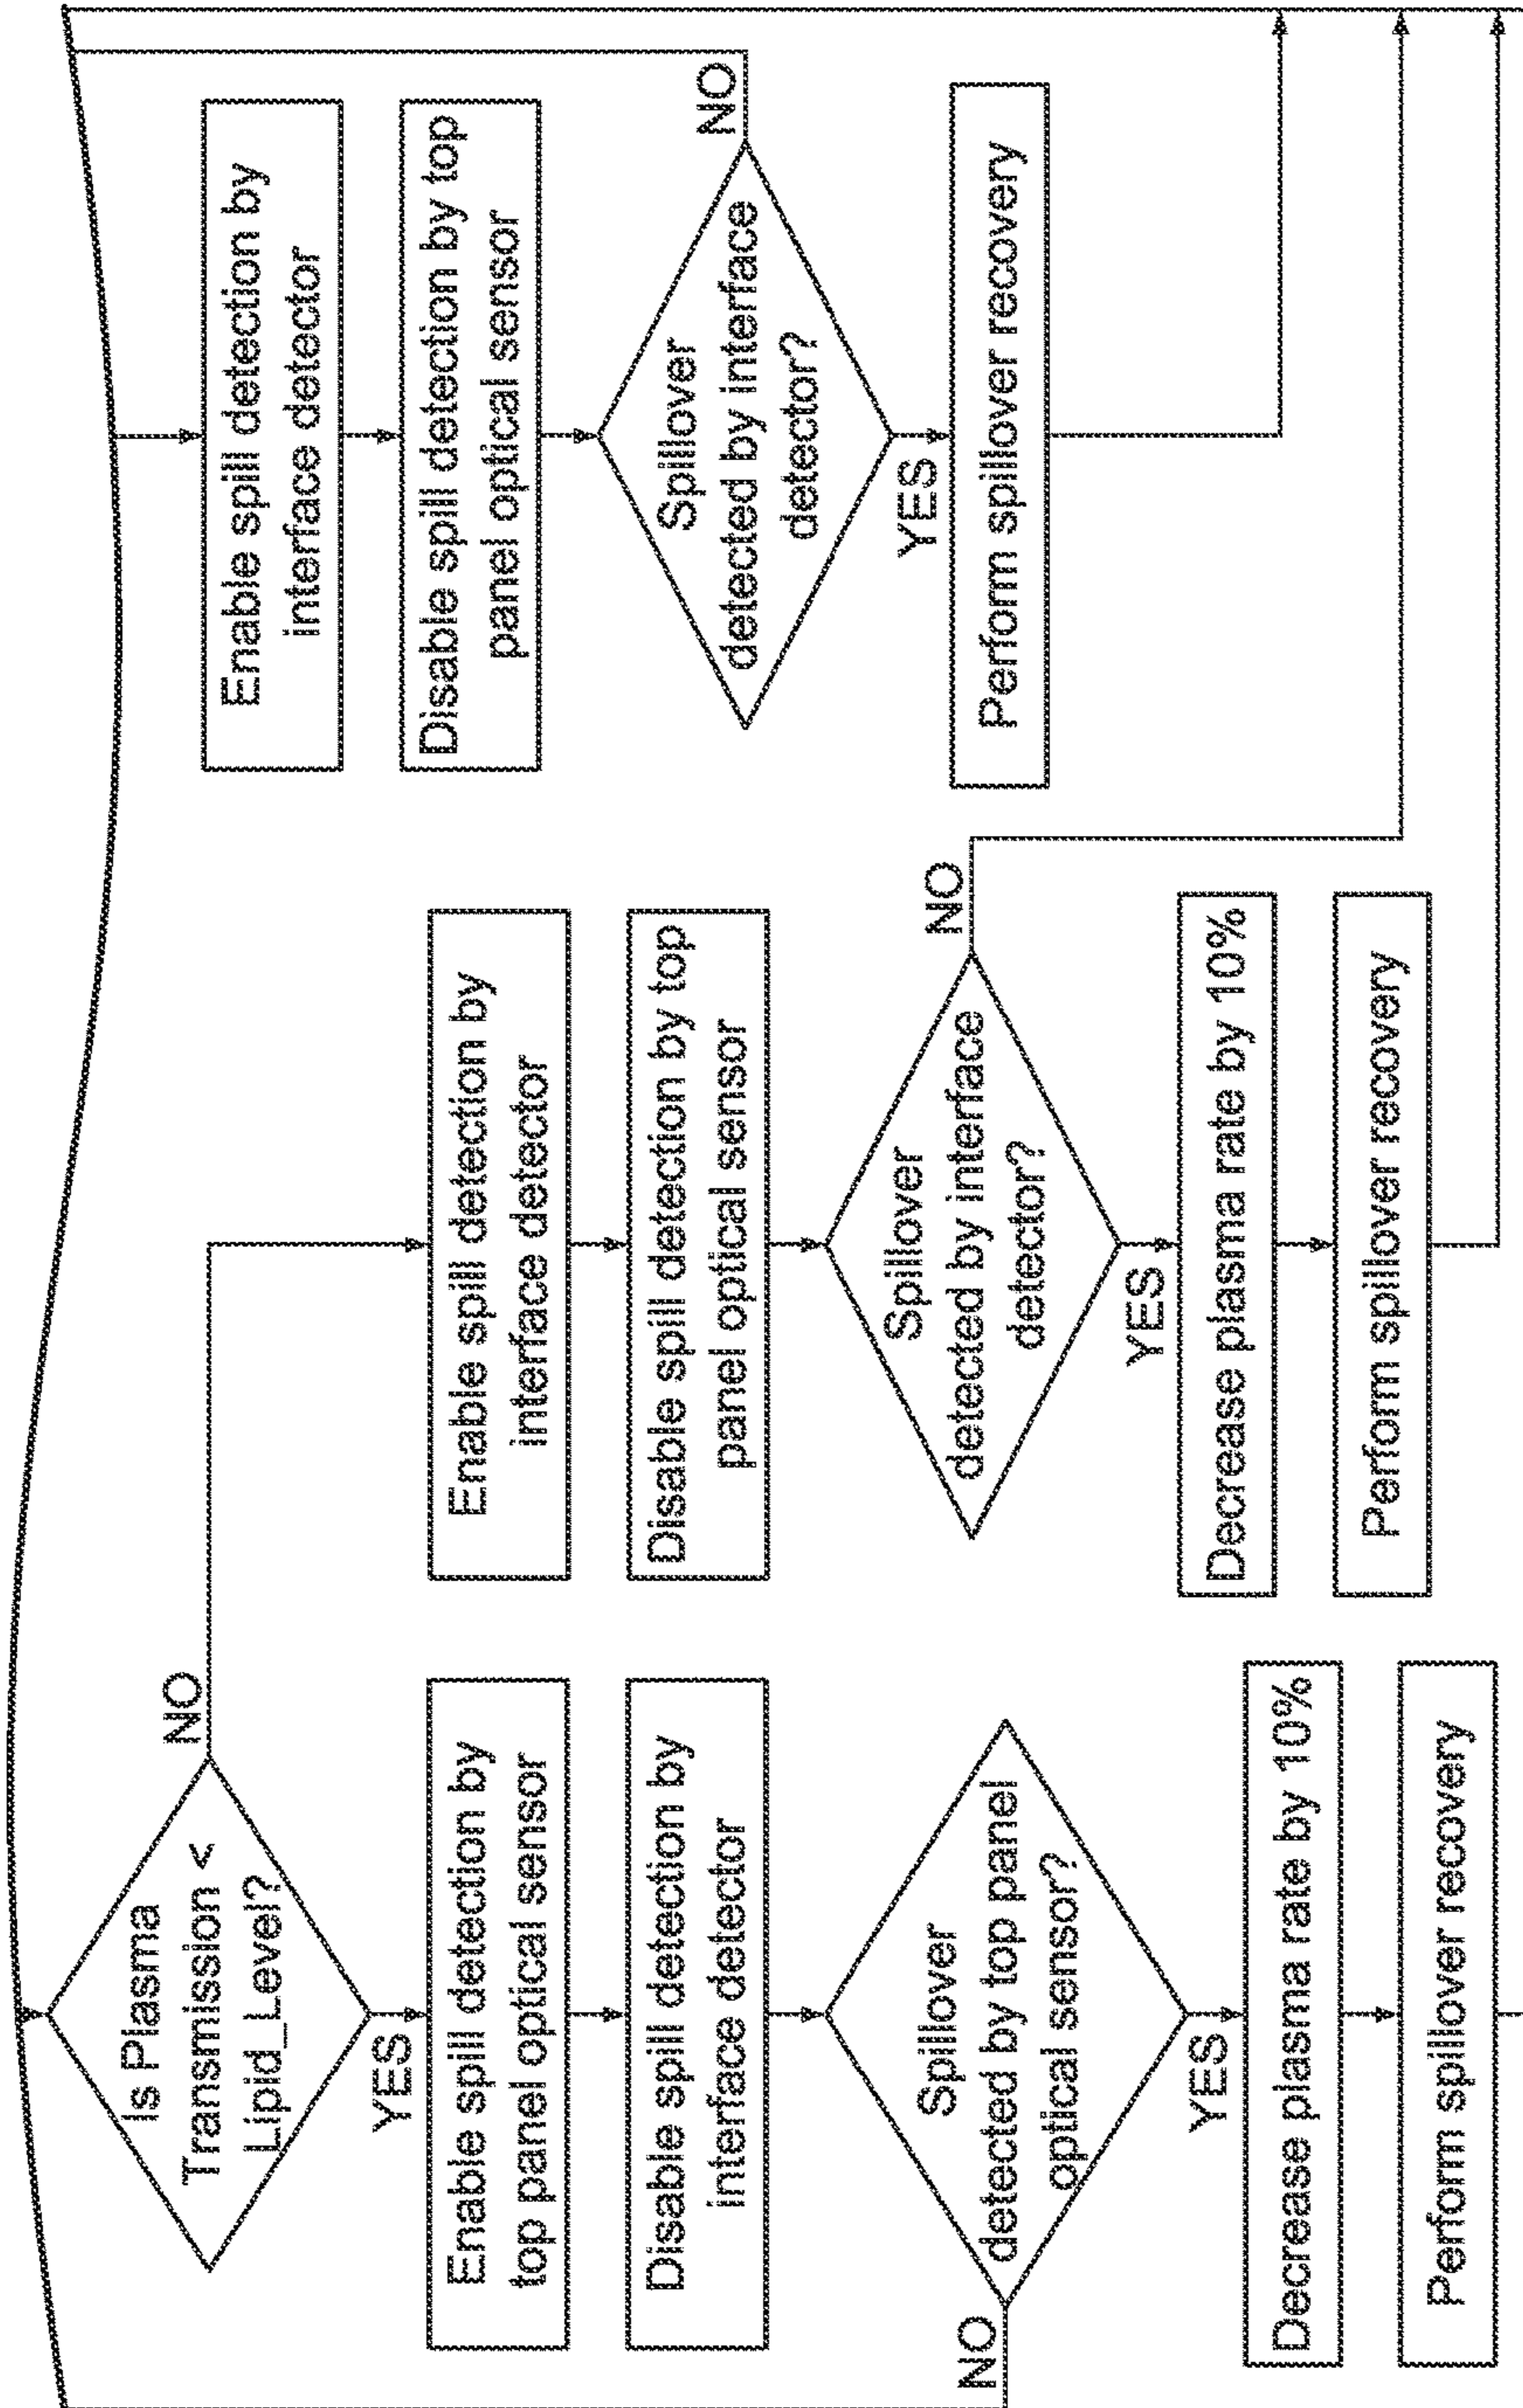 Is Plasma
Transmission <
Lipid_Level?
NO
YES
Enable spill detection by
top panel optical sensor
Disable spill detection by
interface detector
Spillover
detected by top panel
optical sensor?
NO
YES
Decrease plasma rate by 10%
Perform spillover recovery
Enable spill detection by
interface detector
Disable spill detection by top
panel optical sensor
Spillover
detected by interface
detector?
NO
YES
Decrease plasma rate by 10%
Perform spillover recovery
Enable spill detection by
interface detector
Disable spill detection by top
panel optical sensor
Spillover
detected by interface
detector?
NO
YES
Perform spillover recovery